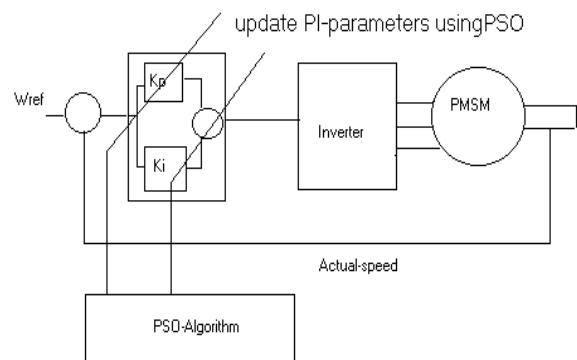 update PI-parameters usingPSO
Kp
Wref
Ki
Inverter
PMSM
Actual-speed
PSO-Algorithm